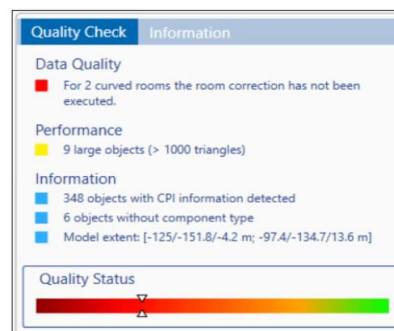 Quality Check Information
Data Quality
For 2 curved rooms the room correction has not been
executed.
Performance
9 large objects (> 1000 triangles)
Information
348 objects with CPI information detected
6 objects without component type
Model extent: [-125/-151.8/-4.2 m; -97.4/-134.7/13.6 m]
Quality Status